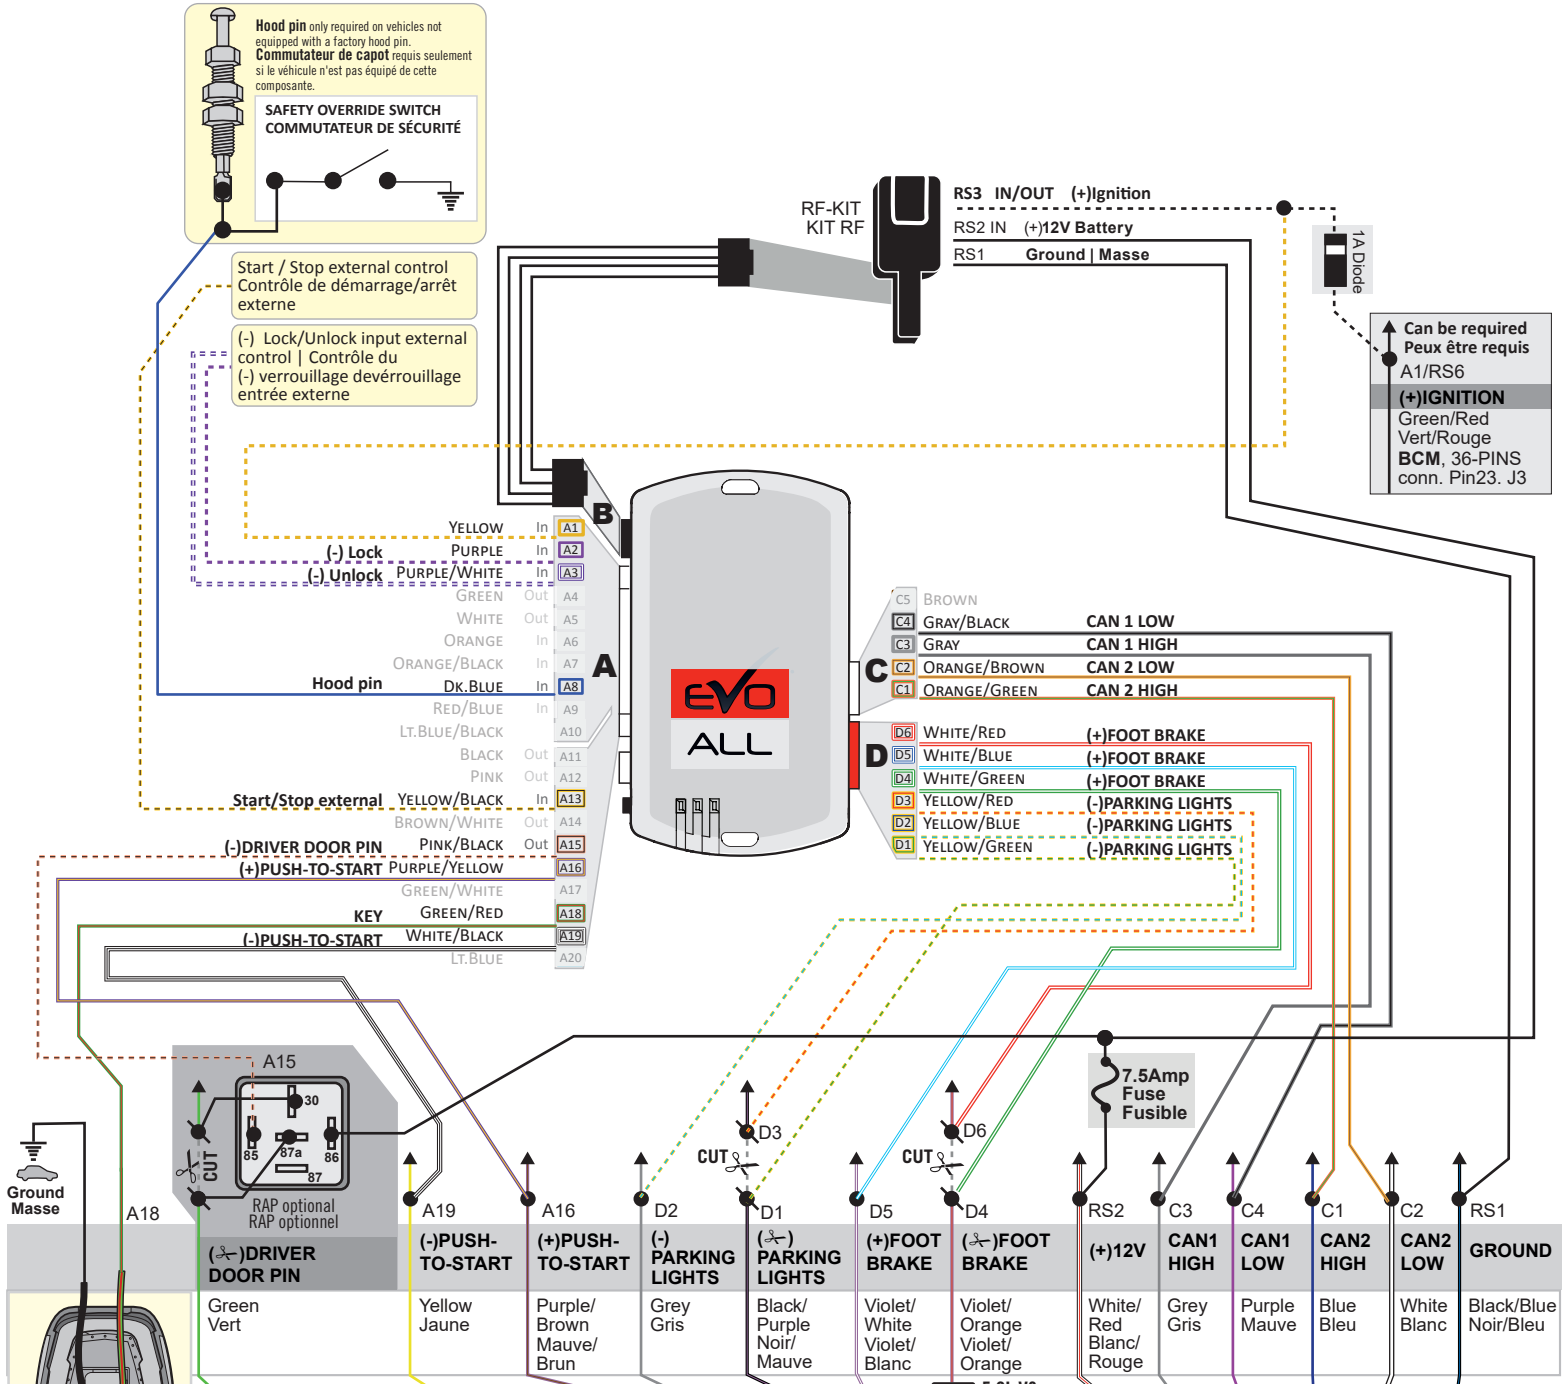 Hood pin only required on vehicles not
equipped with a factory hood pin.
Commutateur de capot requis seulement
si le véhicule n'est pas équipé de cette
composante.
SAFETY OVERRIDE SWITCH
COMMUTATEUR DE SÉCURITÉ
Start / Stop external control
Contrôle de démarrage/arrêt
externe
(-) Lock/Unlock input external
control | Contrôle du
(-) verrouillage devérrouillage
entrée externe
RF-KIT
KIT RF
RS3 IN/OUT (+)Ignition
RS2 IN (+)12V Battery
RS1 Ground | Masse
1A Diode
Can be required
Peux être requis
A1/RS6
(+)IGNITION
Green/Red
Vert/Rouge
BCM, 36-PINS
conn. Pin23. J3
B
A
YELLOW In A1
(-) Lock PURPLE In A2
(-) Unlock PURPLE/WHITE In A3
GREEN Out A4
WHITE Out A5
ORANGE In A6
ORANGE/BLACK In A7
Hood pin DK.BLUE In A8
RED/BLUE In A9
LT.BLUE/BLACK A10
BLACK Out A11
PINK Out A12
Start/Stop external YELLOW/BLACK In A13
BROWN/WHITE Out A14
(-)DRIVER DOOR PIN PINK/BLACK Out A15
(+)PUSH-TO-START PURPLE/YELLOW A16
GREEN/WHITE A17
KEY GREEN/RED A18
(-)PUSH-TO-START WHITE/BLACK A19
LT.BLUE A20
EVO
ALL
C
C5 BROWN
C4 GRAY/BLACK CAN 1 LOW
C3 GRAY CAN 1 HIGH
C2 ORANGE/BROWN CAN 2 LOW
C1 ORANGE/GREEN CAN 2 HIGH
D
D6 WHITE/RED (+)FOOT BRAKE
D5 WHITE/BLUE (+)FOOT BRAKE
D4 WHITE/GREEN (+)FOOT BRAKE
D3 YELLOW/RED (-)PARKING LIGHTS
D2 YELLOW/BLUE (-)PARKING LIGHTS
D1 YELLOW/GREEN (-)PARKING LIGHTS
A15
30
85
87a
86
87
CUT
RAP optional
RAP optionnel
7.5Amp
Fuse
Fusible
D3
CUT
D6
CUT
Ground
Masse
A18
A19
A16
D2
D1
D5
D4
RS2
C3
C4
C1
C2
RS1
(✂)DRIVER
DOOR PIN
(-)PUSH-
TO-START
(+)PUSH-
TO-START
(-)
PARKING
LIGHTS
(✂)
PARKING
LIGHTS
(+)FOOT
BRAKE
(✂)FOOT
BRAKE
(+)12V
CAN1
HIGH
CAN1
LOW
CAN2
HIGH
CAN2
LOW
GROUND
Green
Vert
Yellow
Jaune
Purple/
Brown
Mauve/
Brun
Grey
Gris
Black/
Purple
Noir/
Mauve
Violet/
White
Violet/
Blanc
Violet/
Orange
Violet/
Orange
White/
Red
Blanc/
Rouge
Grey
Gris
Purple
Mauve
Blue
Bleu
White
Blanc
Black/Blue
Noir/Bleu